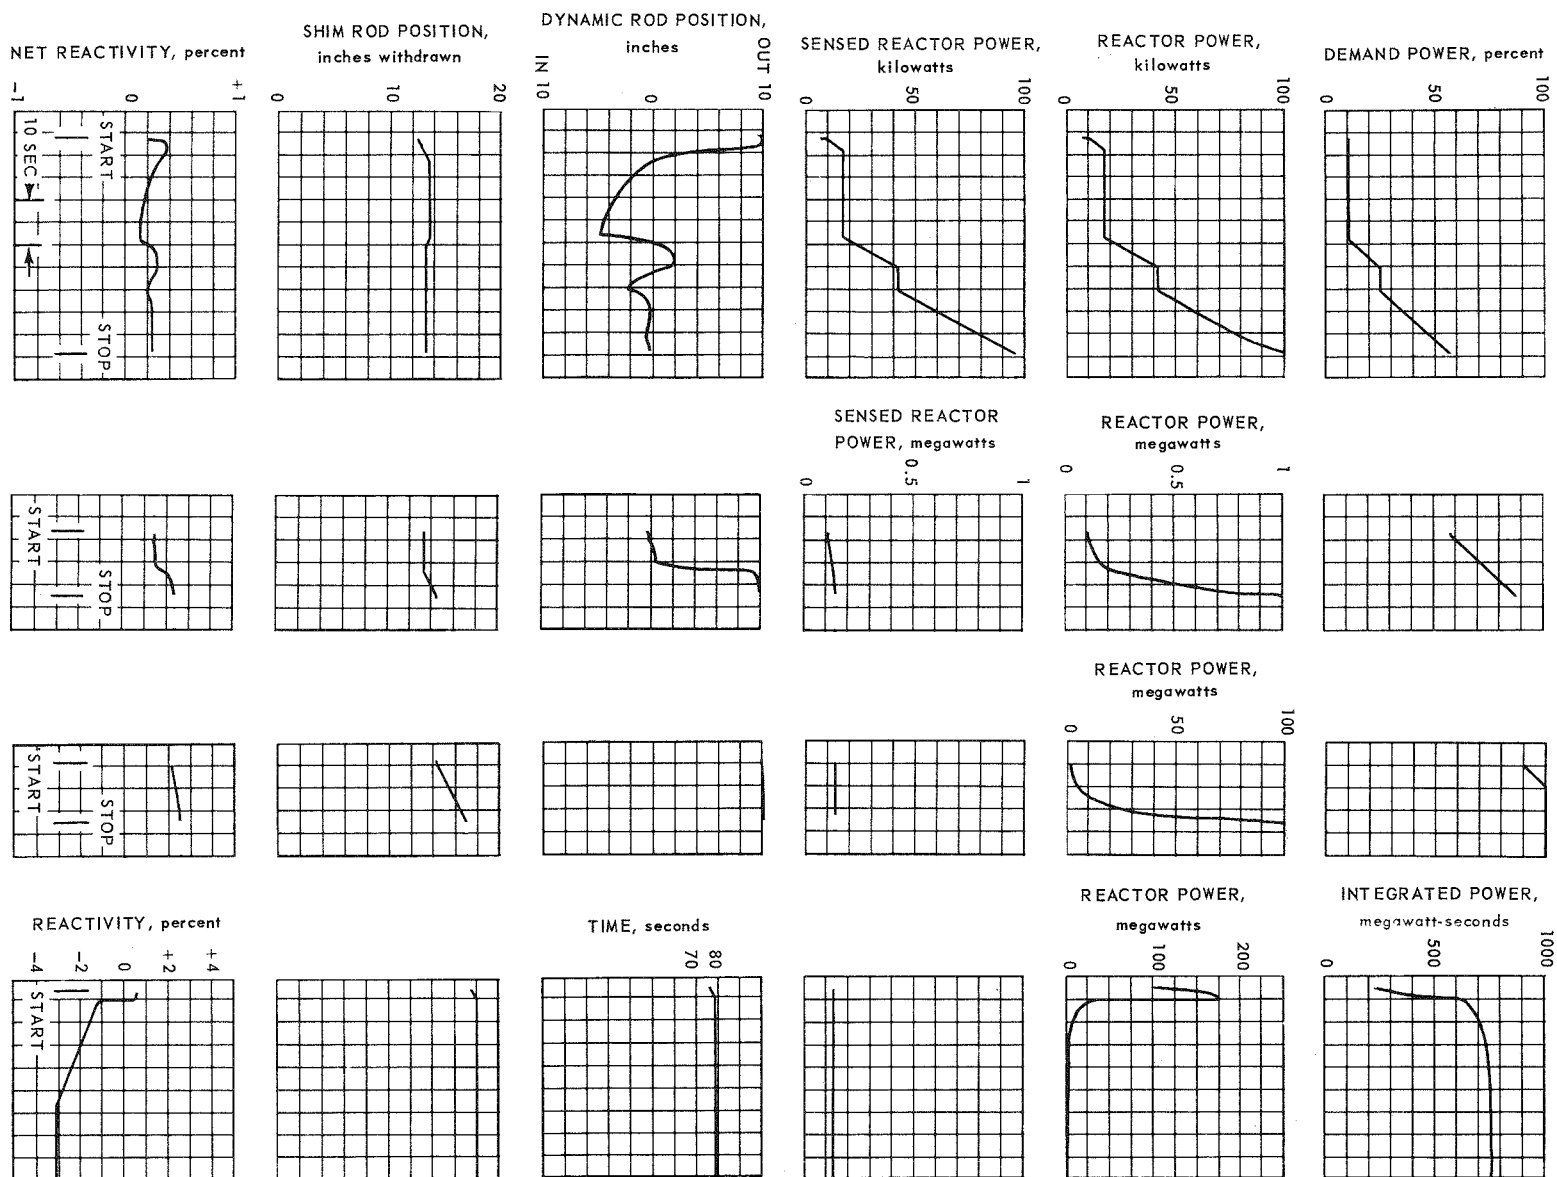 NET REACTIVITY, percent
-1
0
+1
START
10 SEC
STOP
SHIM ROD POSITION,
inches withdrawn
0
10
20
DYNAMIC ROD POSITION,
inches
IN 10
0
OUT 10
SENSED REACTOR POWER,
kilowatts
0
50
100
REACTOR POWER,
kilowatts
0
50
100
DEMAND POWER, percent
0
50
100
START
STOP
SENSED REACTOR
POWER, megawatts
0
0.5
1
REACTOR POWER,
megawatts
0
0.5
1
START
STOP
REACTOR POWER,
megawatts
0
50
100
REACTIVITY, percent
-4
-2
0
+2
+4
START
TIME, seconds
70
80
REACTOR POWER,
megawatts
0
100
200
INTEGRATED POWER,
megawatt-seconds
0
500
1000